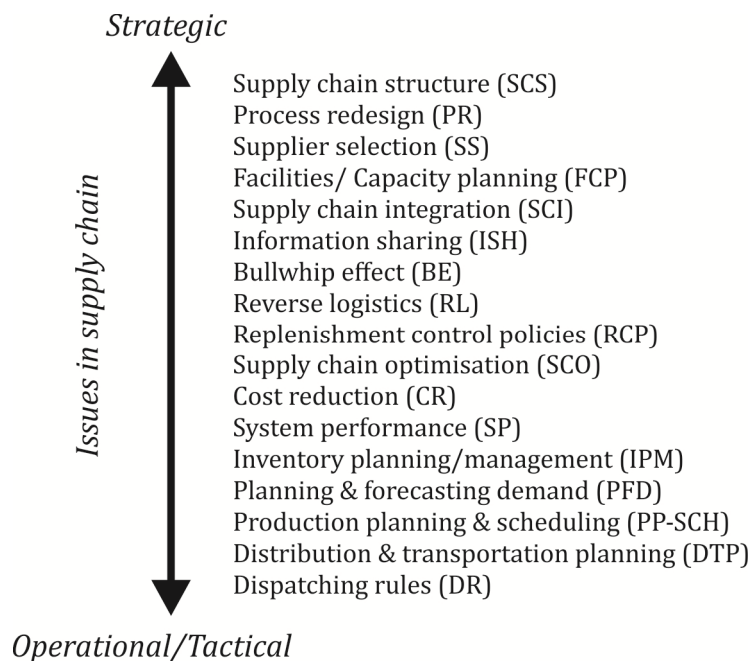 Strategic
Issues in supply chain
Supply chain structure (SCS)
Process redesign (PR)
Supplier selection (SS)
Facilities/ Capacity planning (FCP)
Supply chain integration (SCI)
Information sharing (ISH)
Bullwhip effect (BE)
Reverse logistics (RL)
Replenishment control policies (RCP)
Supply chain optimisation (SCO)
Cost reduction (CR)
System performance (SP)
Inventory planning/management (IPM)
Planning & forecasting demand (PFD)
Production planning & scheduling (PP-SCH)
Distribution & transportation planning (DTP)
Dispatching rules (DR)
Operational/Tactical